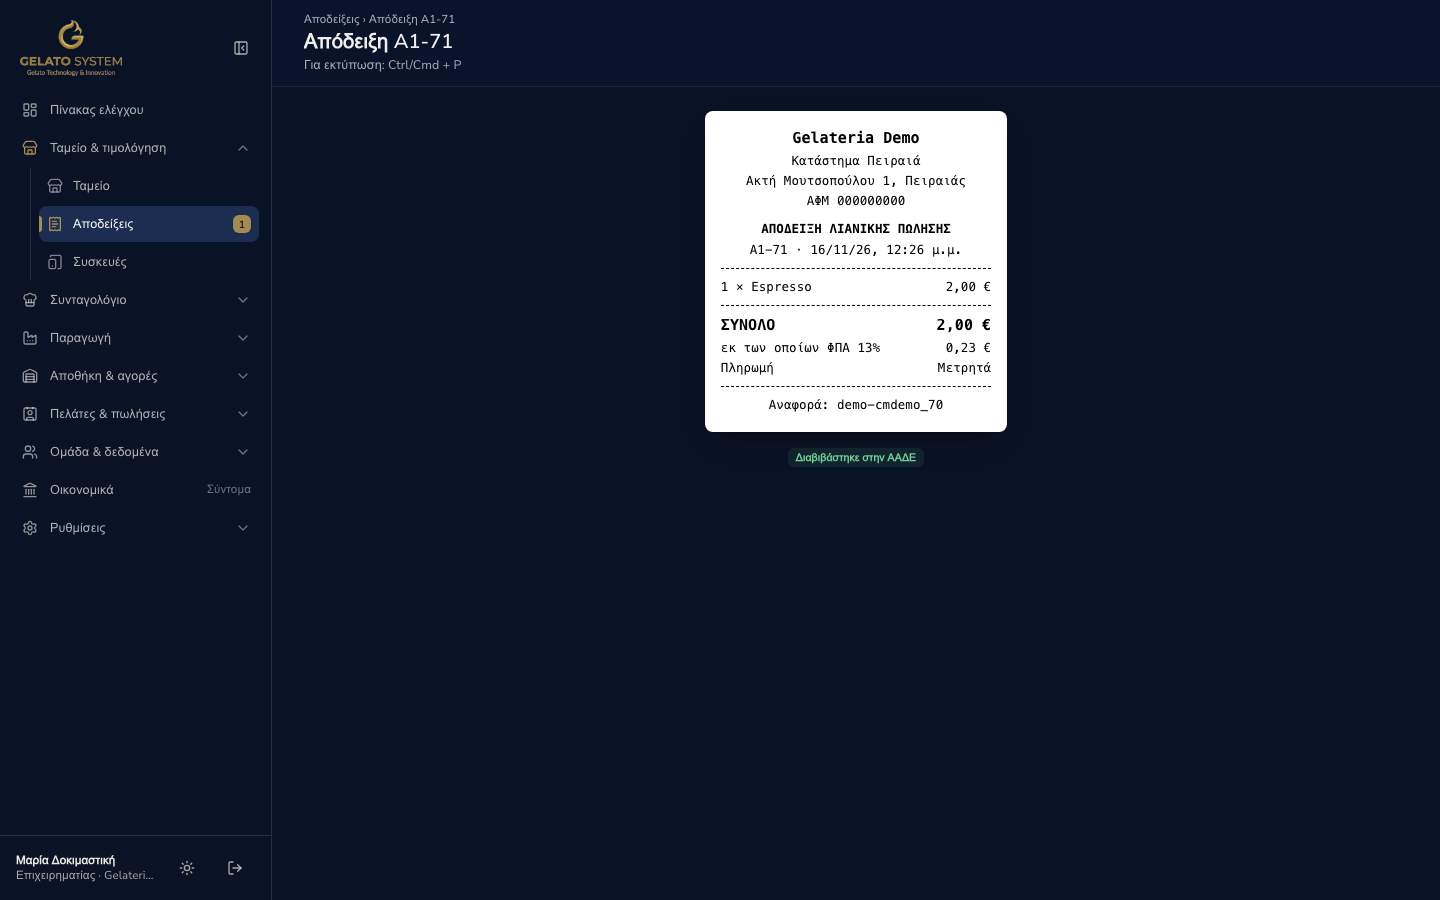 GELATO SYSTEM
Gelato Technology & Innovation
Πίνακας ελέγχου
Ταμείο & τιμολόγηση
Ταμείο
Αποδείξεις 1
Συσκευές
Συνταγολόγιο
Παραγωγή
Αποθήκη & αγορές
Πελάτες & πωλήσεις
Ομάδα & δεδομένα
Οικονομικά Σύντομα
Ρυθμίσεις
Μαρία Δοκιμαστική
Επιχειρηματίας · Gelateri...
Αποδείξεις › Απόδειξη A1-71
Απόδειξη A1-71
Για εκτύπωση: Ctrl/Cmd + P
Gelateria Demo
Κατάστημα Πειραιά
Ακτή Μουτσοπούλου 1, Πειραιάς
ΑΦΜ 000000000
ΑΠΟΔΕΙΞΗ ΛΙΑΝΙΚΗΣ ΠΩΛΗΣΗΣ
A1-71 · 16/11/26, 12:26 μ.μ.
1 × Espresso 2,00 €
ΣΥΝΟΛΟ 2,00 €
εκ των οποίων ΦΠΑ 13% 0,23 €
Πληρωμή Μετρητά
Αναφορά: demo-cmdemo_70
Διαβιβάστηκε στην ΑΑΔΕ